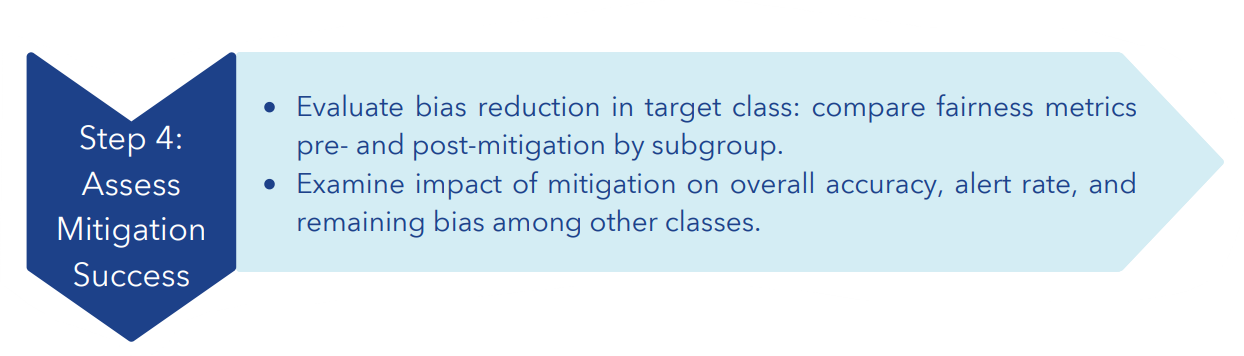 Step 4:
Assess
Mitigation
Success
• Evaluate bias reduction in target class: compare fairness metrics
pre- and post-mitigation by subgroup.
• Examine impact of mitigation on overall accuracy, alert rate, and
remaining bias among other classes.